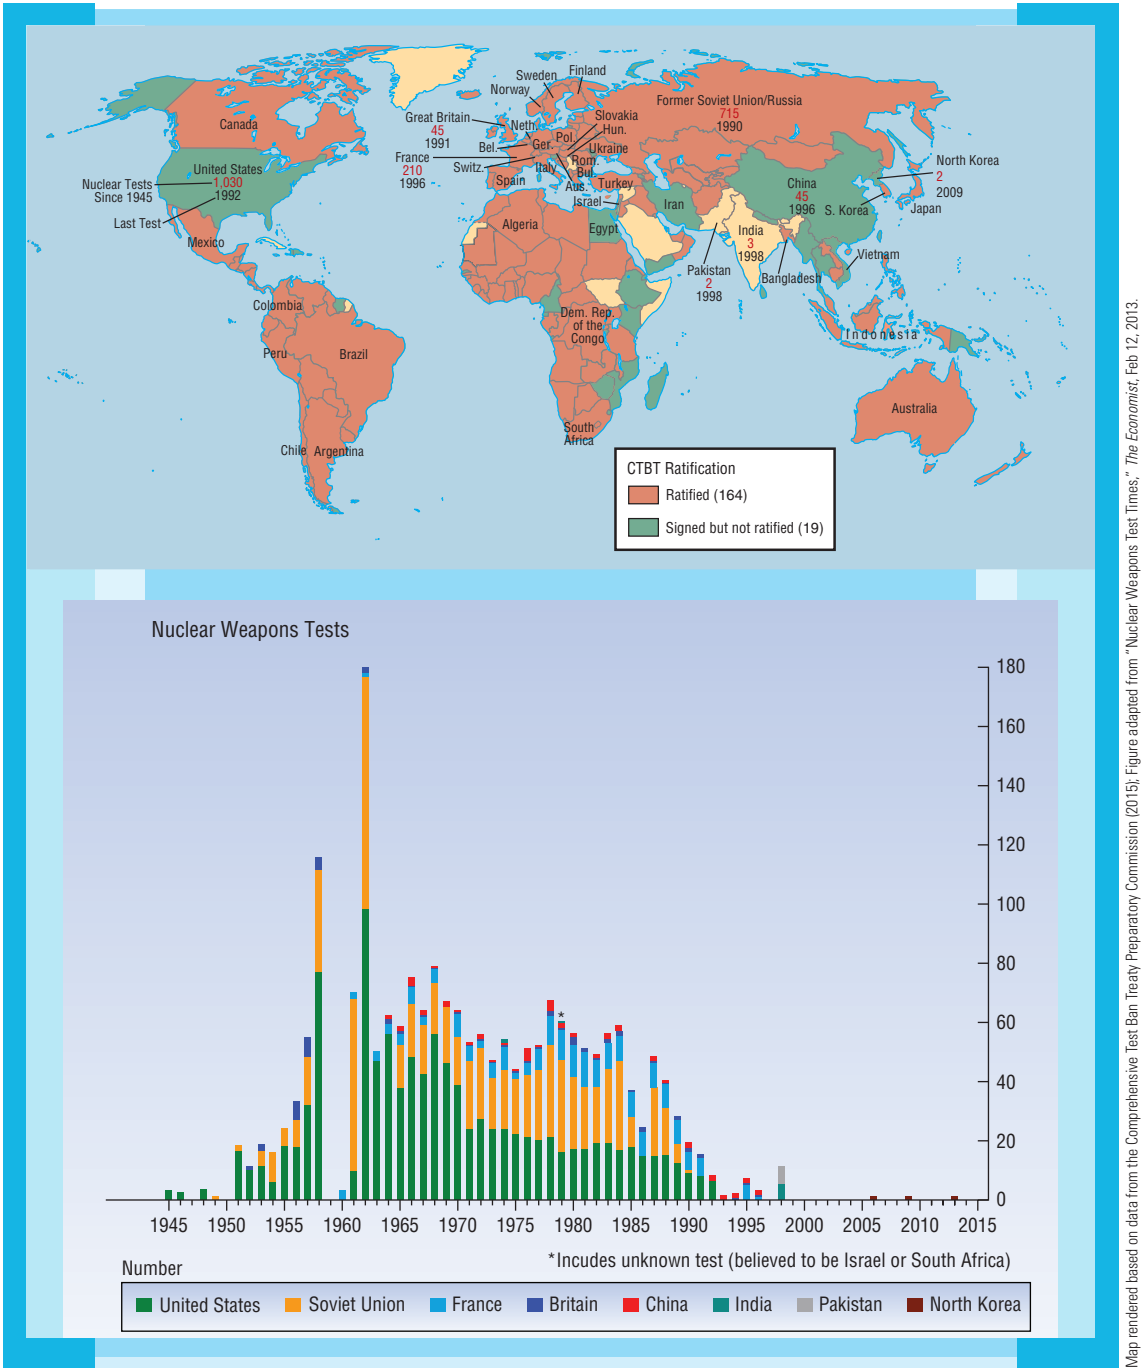 Sweden
Finland
Norway
Former Soviet Union/Russia
715
1990
Slovakia
Hun.
Great Britain
45
1991
Neth.
Pol.
Canada
Bel.
Ger.
Ukraine
France
210
1996
Rom.
Bul.
North Korea
2
2009
Switz.
Italy
United States
1,030
1992
Nuclear Tests
Since 1945
Spain
Aus.
Turkey
China
45
1996
Israel
Iran
S. Korea
Japan
Last Test
Algeria
Egypt
India
3
1998
Mexico
Vietnam
Pakistan
2
1998
Bangladesh
Colombia
Dem. Rep.
of the
Congo
Indonesia
Peru
Brazil
Australia
South
Africa
Chile
Argentina
CTBT Ratification
Ratified (164)
Signed but not ratified (19)
Nuclear Weapons Tests
180
160
140
120
100
80
60
*
40
20
0
1945 1950 1955 1960 1965 1970 1975 1980 1985 1990 1995 2000 2005 2010 2015
*Incudes unknown test (believed to be Israel or South Africa)
Number
United States Soviet Union France Britain China India Pakistan North Korea
Map rendered based on data from the Comprehensive Test Ban Treaty Preparatory Commission (2015); Figure adapted from "Nuclear Weapons Test Times," The Economist, Feb 12, 2013.